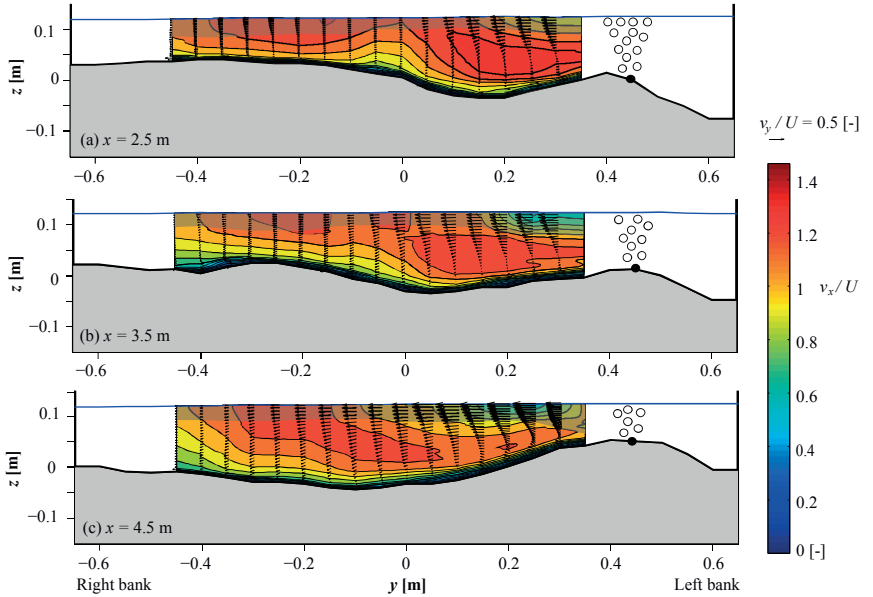 0.1
0
−0.1
z [m]
(a) x = 2.5 m
−0.6 −0.4 −0.2 0 0.2 0.4 0.6
0.1
0
−0.1
z [m]
(b) x = 3.5 m
−0.6 −0.4 −0.2 0 0.2 0.4 0.6
0.1
0
−0.1
z [m]
(c) x = 4.5 m
−0.6 −0.4 −0.2 0 0.2 0.4 0.6
Right bank y [m] Left bank
v_y / U = 0.5 [-]
1.4
1.2
1
0.8
0.6
0.4
0.2
0 [-]
v_x / U